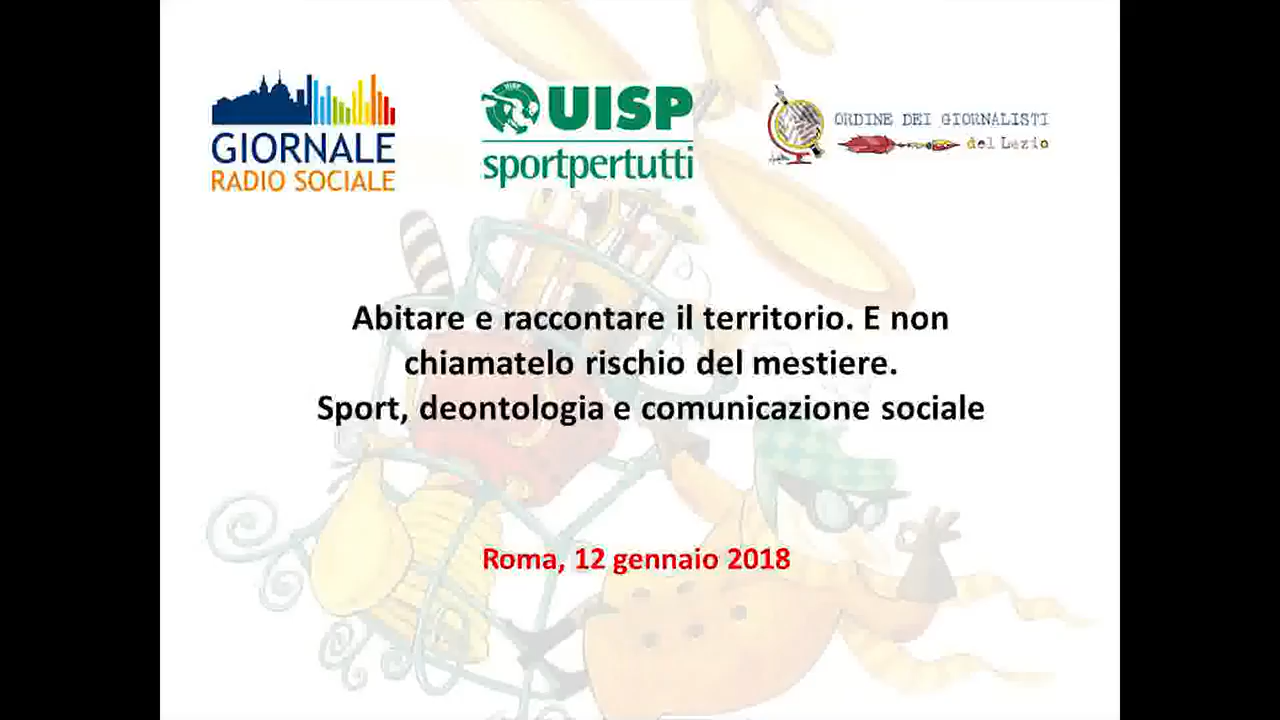 GIORNALE
RADIO SOCIALE
UISP
sportpertutti
ORDINE DEI GIORNALISTI
del Lazio
Abitare e raccontare il territorio. E non
chiamatelo rischio del mestiere.
Sport, deontologia e comunicazione sociale
Roma, 12 gennaio 2018